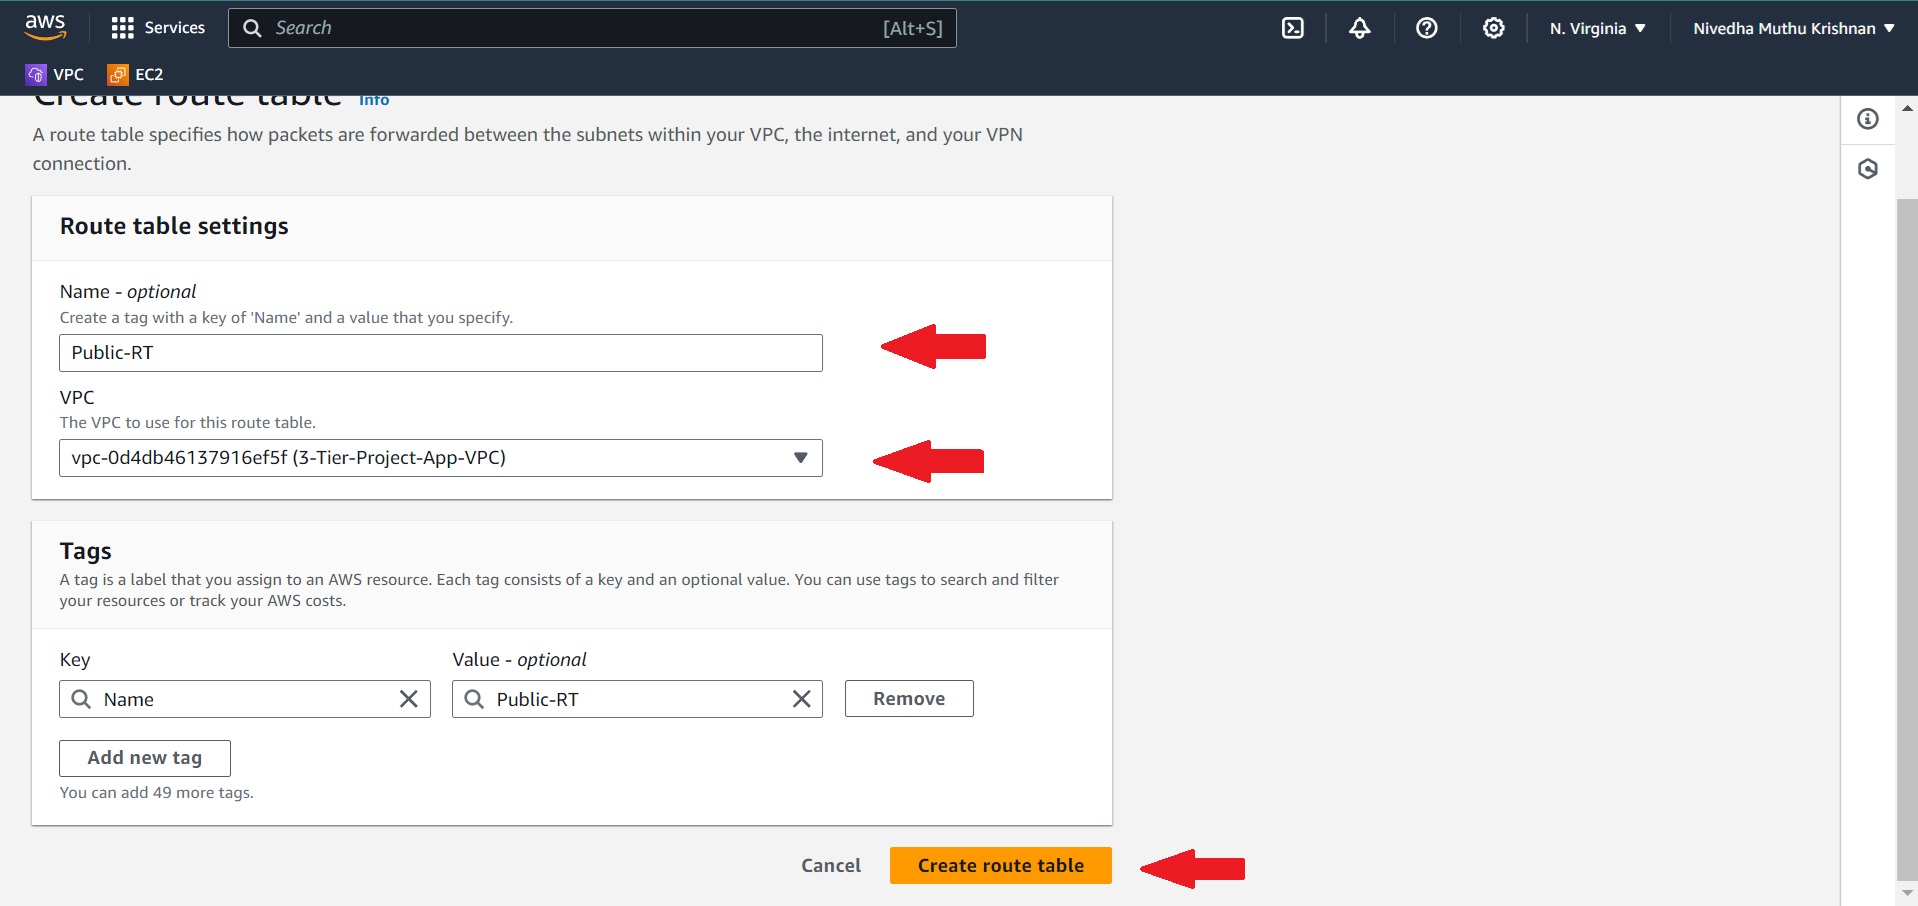 aws
Services
Search [Alt+S]
N. Virginia
Nivedha Muthu Krishnan
VPC
EC2
Create route table Info
A route table specifies how packets are forwarded between the subnets within your VPC, the internet, and your VPN
connection.
Route table settings
Name - optional
Create a tag with a key of 'Name' and a value that you specify.
Public-RT
VPC
The VPC to use for this route table.
vpc-0d4db46137916ef5f (3-Tier-Project-App-VPC)
Tags
A tag is a label that you assign to an AWS resource. Each tag consists of a key and an optional value. You can use tags to search and filter
your resources or track your AWS costs.
Key
Value - optional
Name
Public-RT
Remove
Add new tag
You can add 49 more tags.
Cancel
Create route table